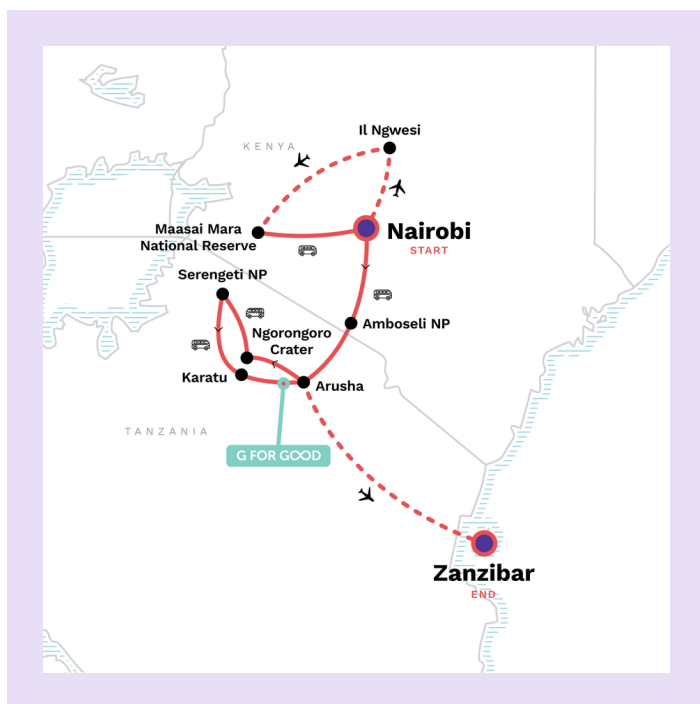 Il Ngwesi
KENYA
Maasai Mara
National Reserve
Nairobi
START
Serengeti NP
Ngorongoro
Crater
Amboseli NP
Karatu
Arusha
TANZANIA
G FOR GOOD
Zanzibar
END